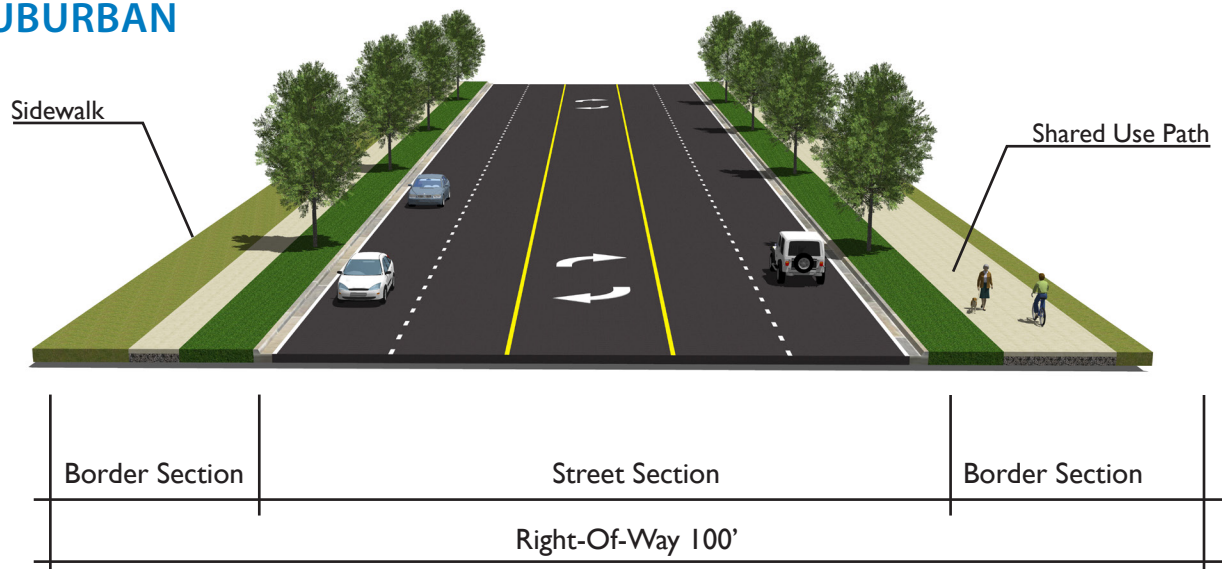 UBURBAN
Sidewalk
Shared Use Path
Border Section
Street Section
Border Section
Right-Of-Way 100'